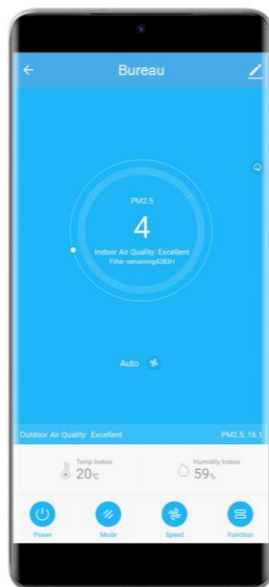 Bureau
PM2.5
4
Indoor Air Quality: Excellent
Filter remaining4283H
Auto
Outdoor Air Quality: Excellent PM2.5: 16.1
Temp Indoor
20℃
Humidity Indoor
59%
Power Mode Speed Function